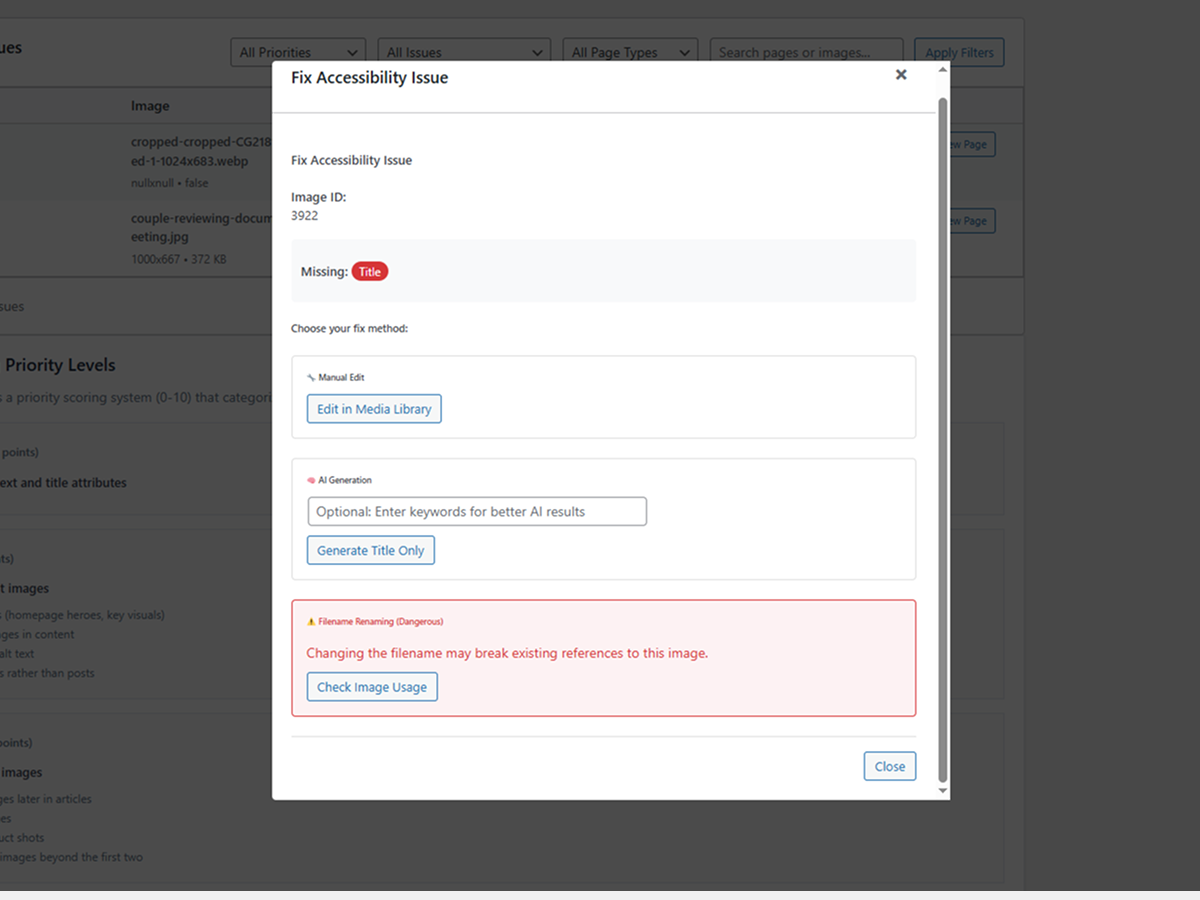 ues
All Priorities
All Issues
All Page Types
Search pages or images...
Apply Filters
Image
cropped-cropped-CG218
ed-1-1024x683.webp
nullxnull • false
ew Page
couple-reviewing-docum
eeting.jpg
1000x667 • 372 KB
ew Page
sues
Priority Levels
s a priority scoring system (0-10) that categori
points)
ext and title attributes
ts)
t images
s (homepage heroes, key visuals)
ges in content
alt text
s rather than posts
points)
images
ges later in articles
es
uct shots
images beyond the first two
Fix Accessibility Issue
Fix Accessibility Issue
Image ID:
3922
Missing: Title
Choose your fix method:
Manual Edit
Edit in Media Library
AI Generation
Optional: Enter keywords for better AI results
Generate Title Only
Filename Renaming (Dangerous)
Changing the filename may break existing references to this image.
Check Image Usage
Close